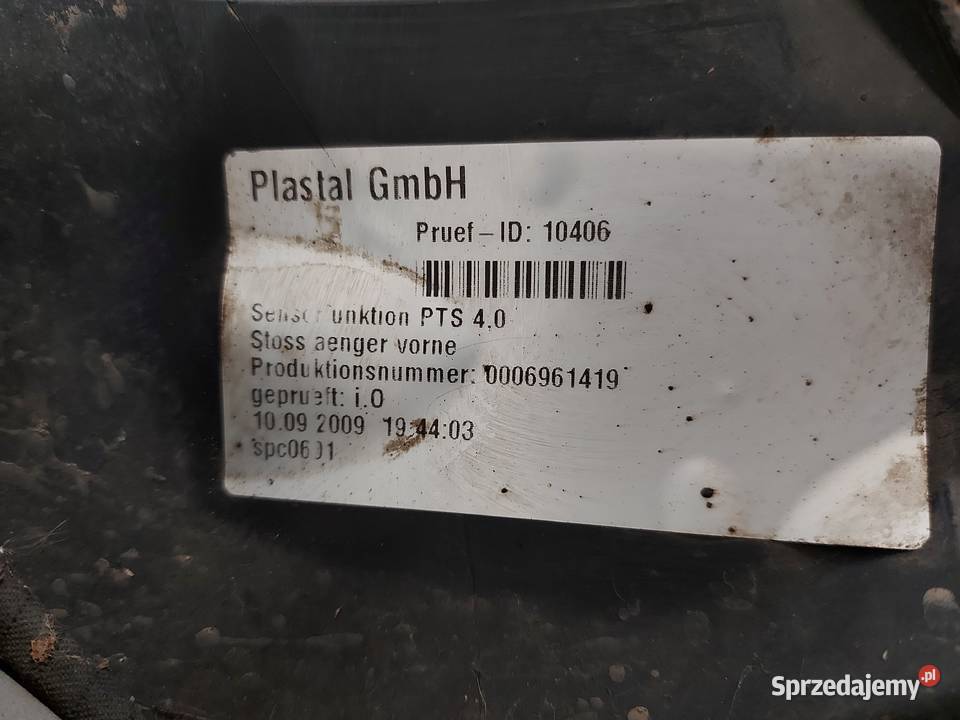 Plastal GmbH
Pruef-ID: 10406
Sensorfunktion PTS 4.0
Stoss aenger vorne
Produktionsnummer: 0006961419
geprueft: i.O
10.09 2009 19:44:03
Sprzedajemy.pl